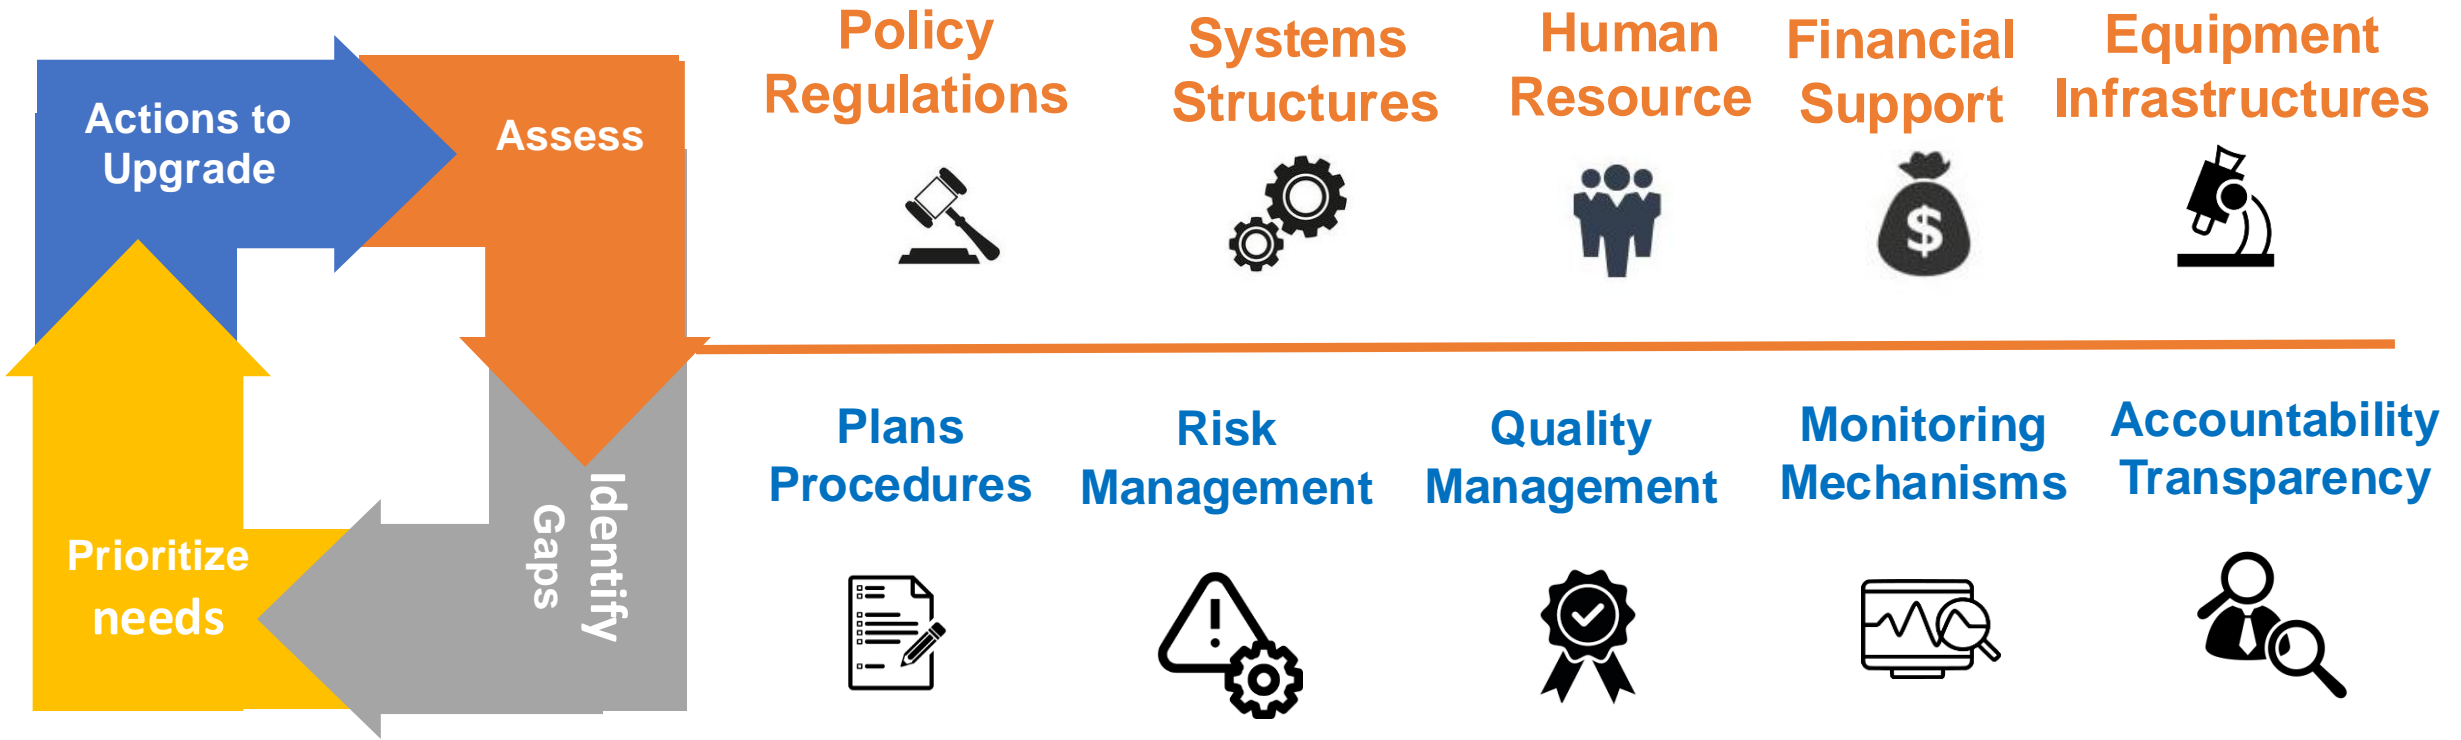 Actions to
Upgrade
Assess
Identify
Gaps
Prioritize
needs
Policy
Regulations
Systems
Structures
Human
Resource
Financial
Support
Equipment
Infrastructures
$
Plans
Procedures
Risk
Management
Quality
Management
Monitoring
Mechanisms
Accountability
Transparency